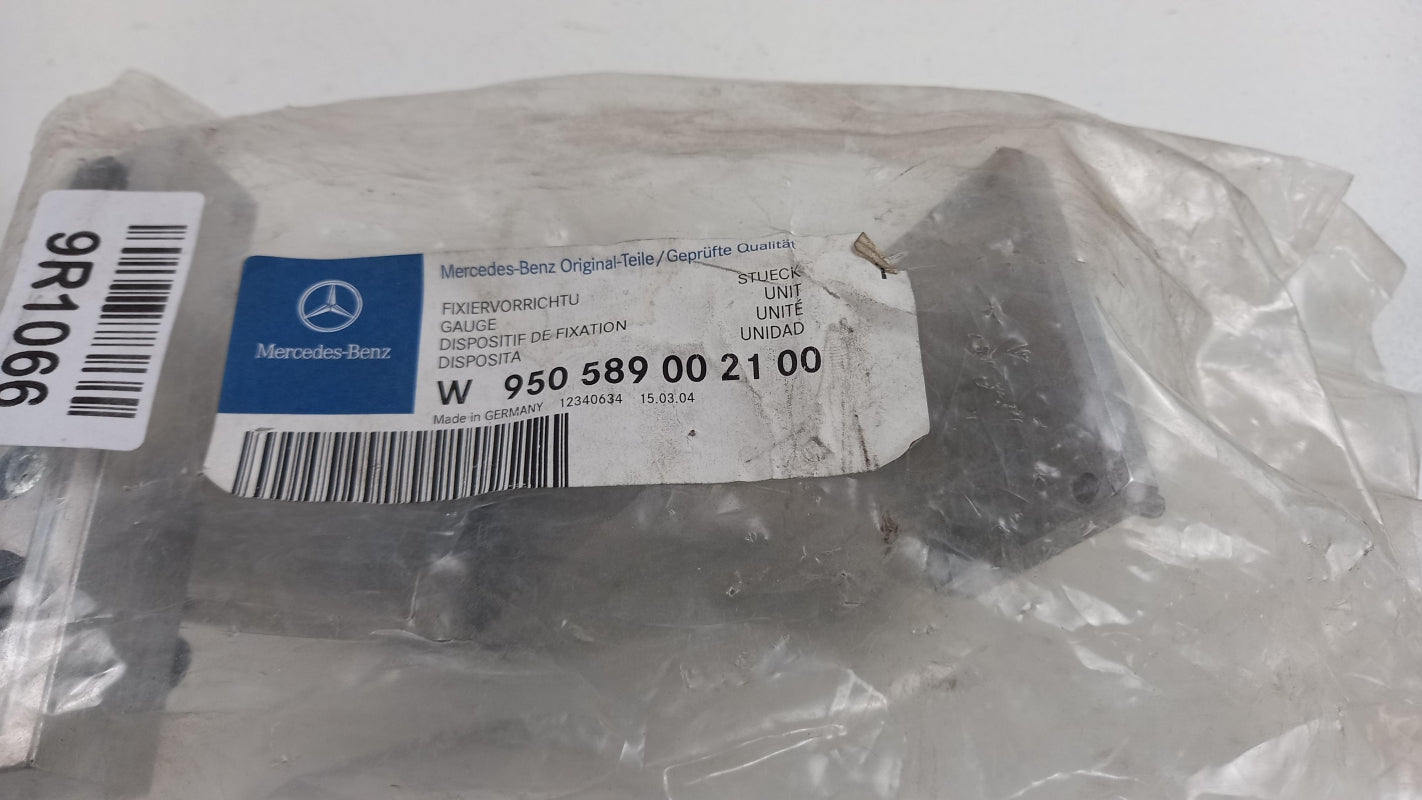 9R1066
Mercedes-Benz
Mercedes-Benz Original-Teile/Geprüfte Qualität
FIXIERVORRICHTU
GAUGE
DISPOSITIF DE FIXATION
DISPOSITA
STUECK
UNIT
UNITÉ
UNIDAD
W 950 589 00 21 00
Made in GERMANY 12340634 15.03.04